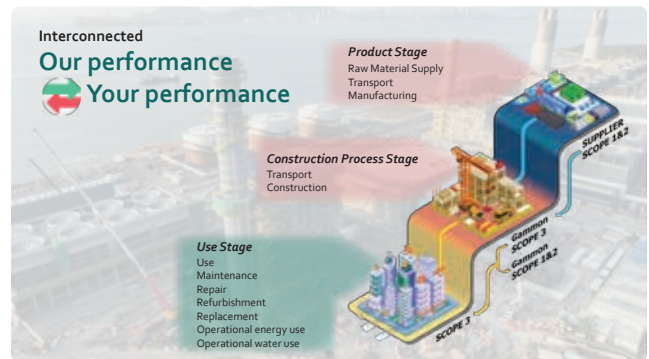 Interconnected
Our performance
Your performance
Product Stage
Raw Material Supply
Transport
Manufacturing
Construction Process Stage
Transport
Construction
Use Stage
Use
Maintenance
Repair
Refurbishment
Replacement
Operational energy use
Operational water use
SUPPLIER
SCOPE 1&2
Gammon
SCOPE 3
Gammon
SCOPE 1&2
SCOPE 3